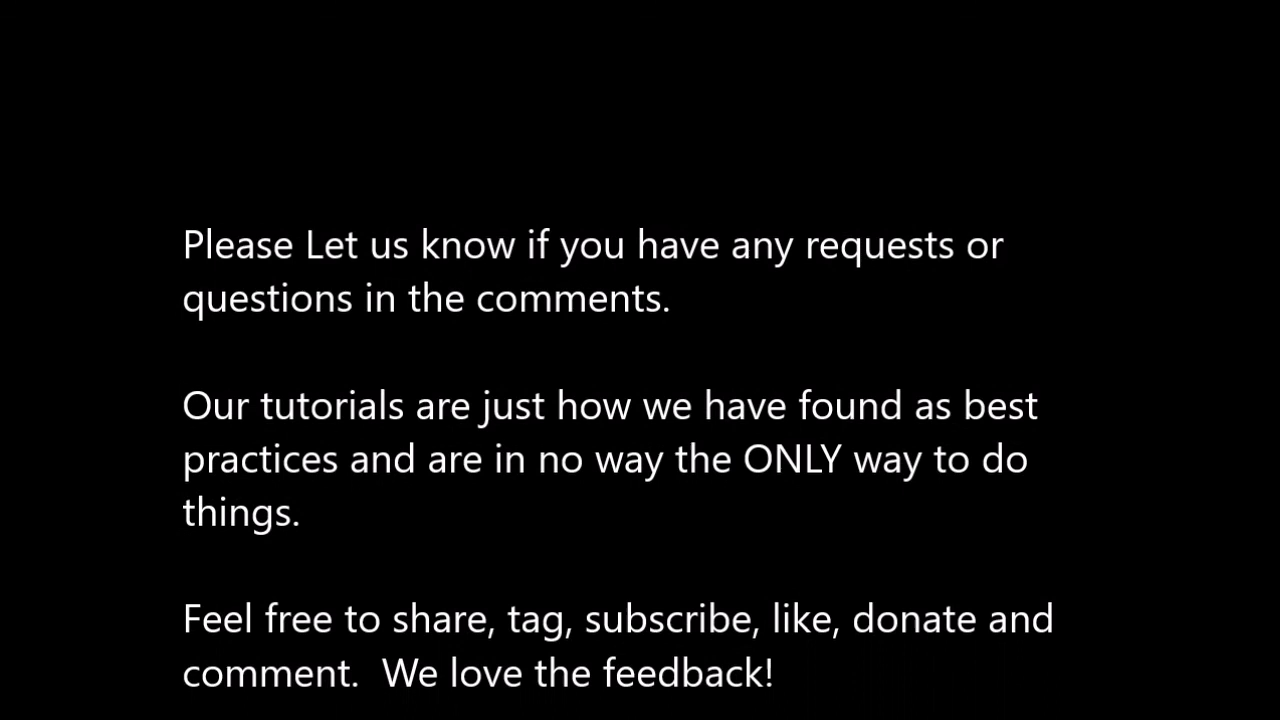 Please Let us know if you have any requests or
questions in the comments.
Our tutorials are just how we have found as best
practices and are in no way the ONLY way to do
things.
Feel free to share, tag, subscribe, like, donate and
comment.  We love the feedback!